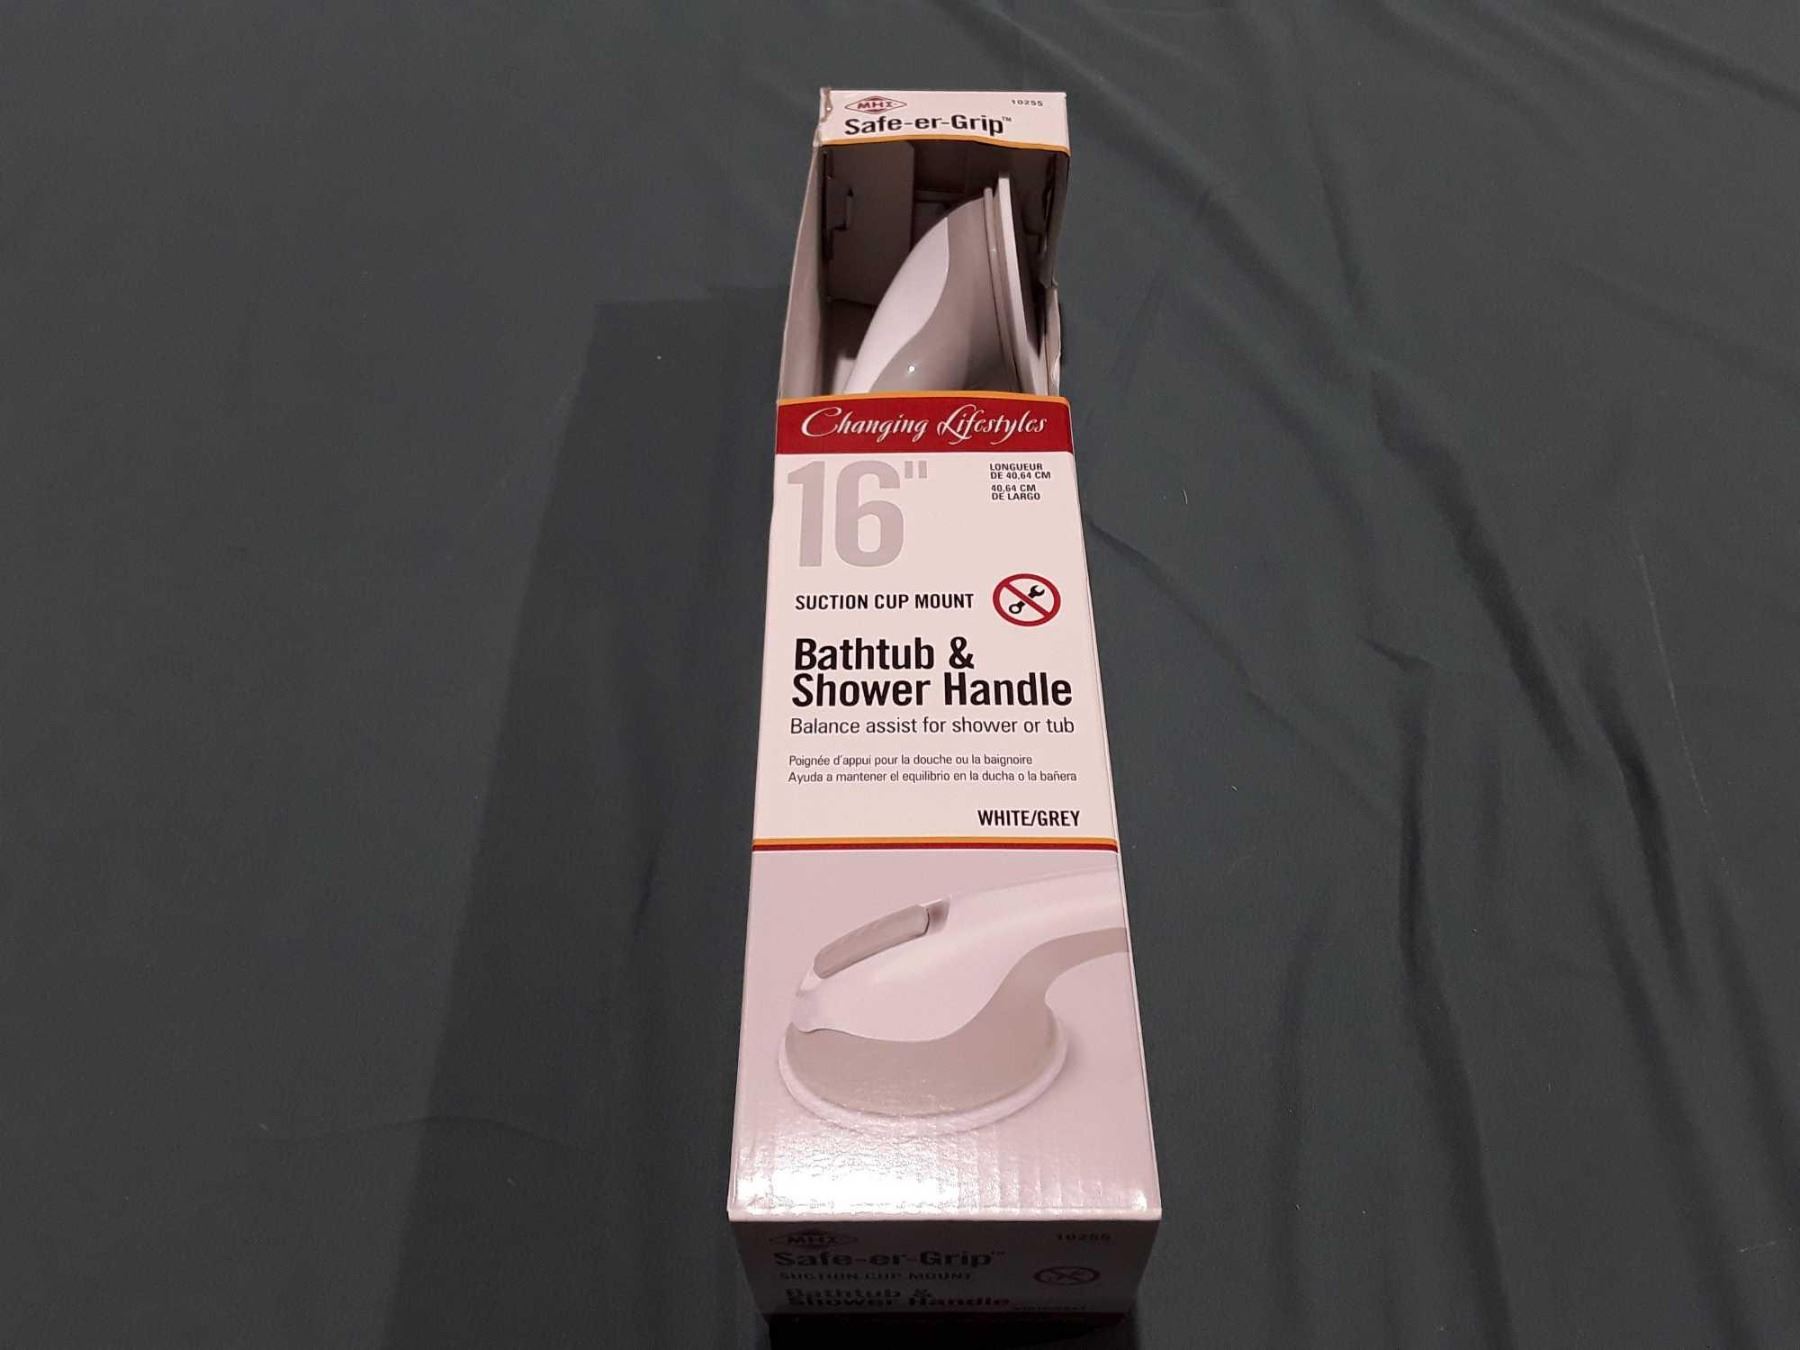 MHI
10255
Safe-er-Grip™
Changing Lifestyles
16"
LONGUEUR
DE 40,64 CM
40,64 CM
DE LARGO
SUCTION CUP MOUNT
Bathtub &
Shower Handle
Balance assist for shower or tub
Poignée d'appui pour la douche ou la baignoire
Ayuda a mantener el equilibrio en la ducha o la bañera
WHITE/GREY
MHI
10255
Safe-er-Grip™
SUCTION CUP MOUNT
Bathtub &
Shower Handle